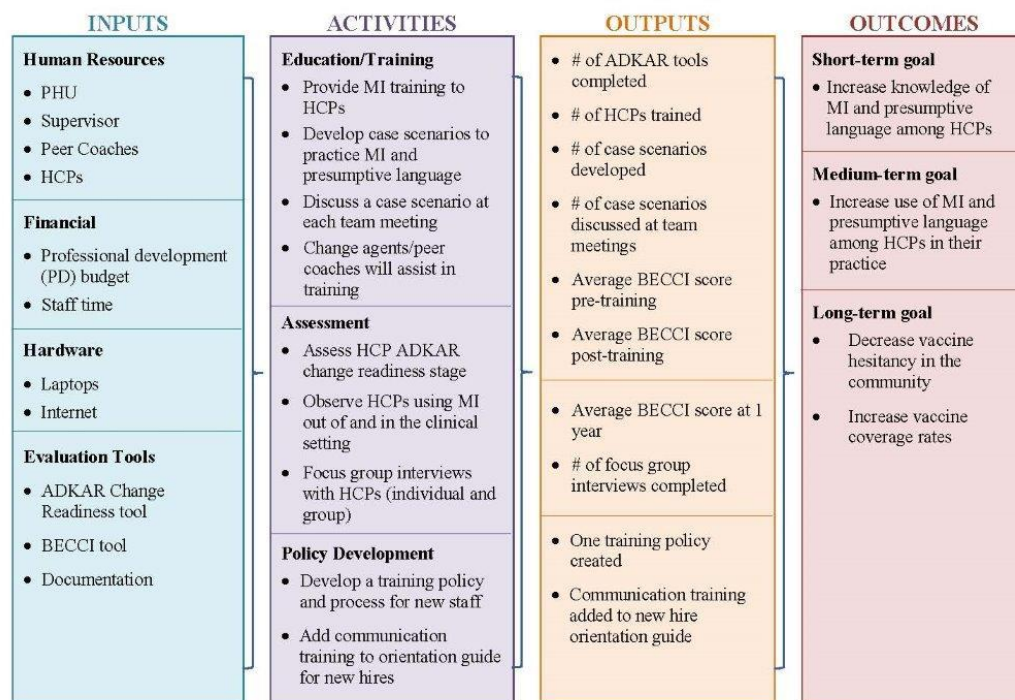 INPUTS
Human Resources
• PHU
• Supervisor
• Peer Coaches
• HCPs
Financial
• Professional development
(PD) budget
• Staff time
Hardware
• Laptops
• Internet
Evaluation Tools
• ADKAR Change
Readiness tool
• BECCI tool
• Documentation
ACTIVITIES
Education/Training
• Provide MI training to
HCPs
• Develop case scenarios to
practice MI and
presumptive language
• Discuss a case scenario at
each team meeting
• Change agents/peer
coaches will assist in
training
Assessment
• Assess HCP ADKAR
change readiness stage
• Observe HCPs using MI
out of and in the clinical
setting
• Focus group interviews
with HCPs (individual and
group)
Policy Development
• Develop a training policy
and process for new staff
• Add communication
training to orientation guide
for new hires
OUTPUTS
• # of ADKAR tools
completed
• # of HCPs trained
• # of case scenarios
developed
• # of case scenarios
discussed at team
meetings
• Average BECCI score
pre-training
• Average BECCI score
post-training
• Average BECCI score at 1
year
• # of focus group
interviews completed
• One training policy
created
• Communication training
added to new hire
orientation guide
OUTCOMES
Short-term goal
• Increase knowledge of
MI and presumptive
language among HCPs
Medium-term goal
• Increase use of MI and
presumptive language
among HCPs in their
practice
Long-term goal
• Decrease vaccine
hesitancy in the
community
• Increase vaccine
coverage rates